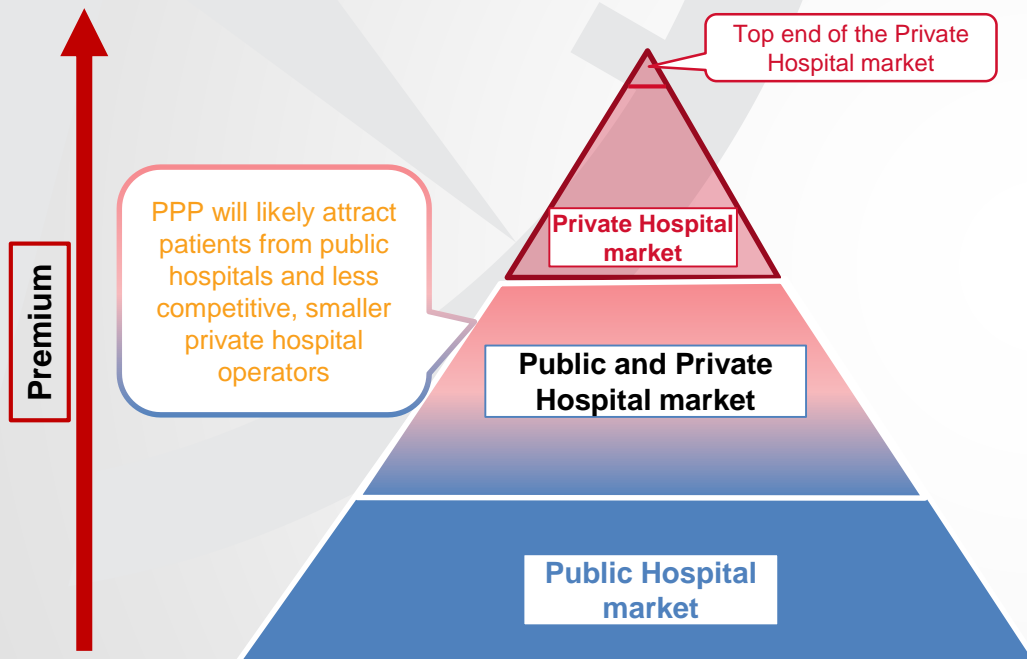 Top end of the Private
Hospital market
PPP will likely attract
patients from public
hospitals and less
competitive, smaller
private hospital
operators
Premium
Private Hospital
market
Public and Private
Hospital market
Public Hospital
market